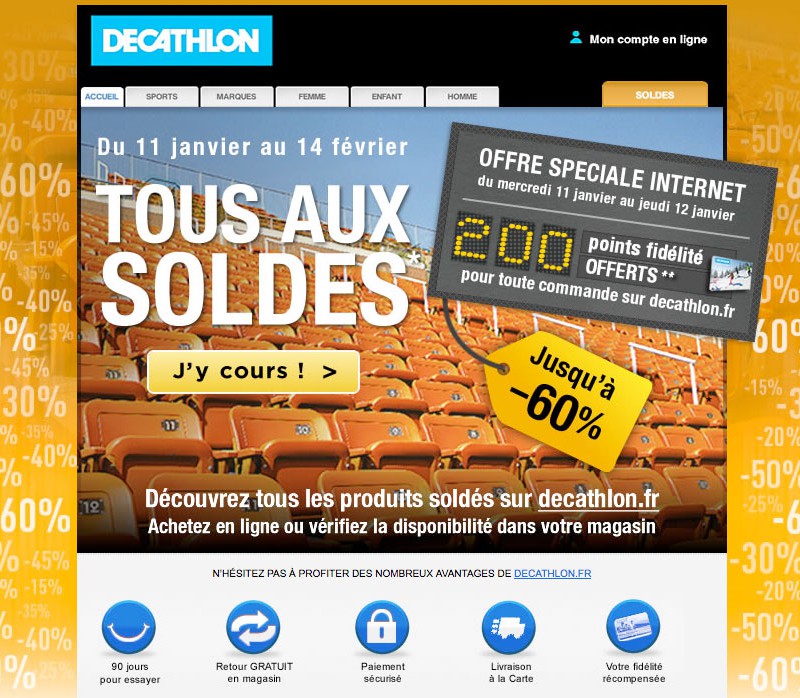 DECATHLON
Mon compte en ligne
ACCUEIL SPORTS MARQUES FEMME ENFANT HOMME SOLDES
Du 11 janvier au 14 février
TOUS AUX
SOLDES*
J'y cours ! >
OFFRE SPECIALE INTERNET
du mercredi 11 janvier au jeudi 12 janvier
200 points fidélité
OFFERTS **
pour toute commande sur decathlon.fr
Jusqu'à
-60%
Découvrez tous les produits soldés sur decathlon.fr
Achetez en ligne ou vérifiez la disponibilité dans votre magasin
N'HÉSITEZ PAS À PROFITER DES NOMBREUX AVANTAGES DE DECATHLON.FR
90 jours
pour essayer
Retour GRATUIT
en magasin
Paiement
sécurisé
Livraison
à la Carte
Votre fidélité
récompensée